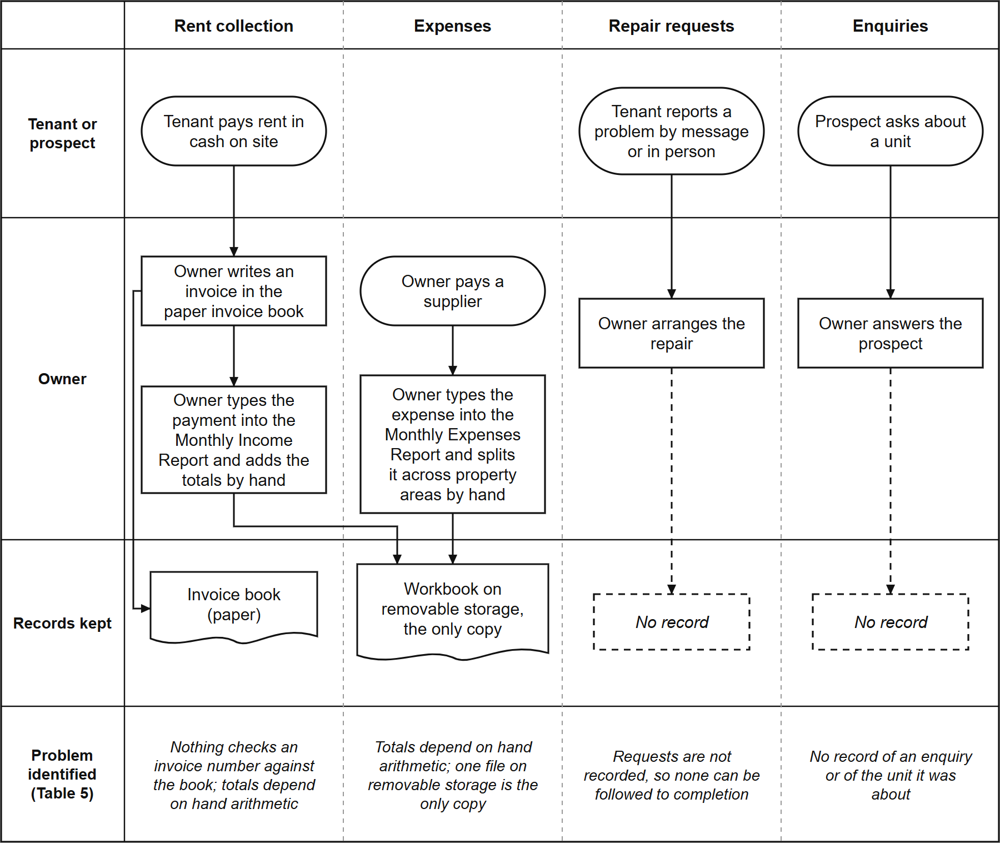 Rent collection
Expenses
Repair requests
Enquiries
Tenant or
prospect
Tenant pays rent in
cash on site
Tenant reports a
problem by message
or in person
Prospect asks about
a unit
Owner
Owner writes an
invoice in the
paper invoice book
Owner types the
payment into the
Monthly Income
Report and adds the
totals by hand
Owner pays a
supplier
Owner types the
expense into the
Monthly Expenses
Report and splits
it across property
areas by hand
Owner arranges the
repair
Owner answers the
prospect
Records kept
Invoice book
(paper)
Workbook on
removable storage,
the only copy
No record
No record
Problem
identified
(Table 5)
Nothing checks an
invoice number against
the book; totals depend
on hand arithmetic
Totals depend on hand
arithmetic; one file on
removable storage is the
only copy
Requests are not
recorded, so none can be
followed to completion
No record of an enquiry
or of the unit it was
about